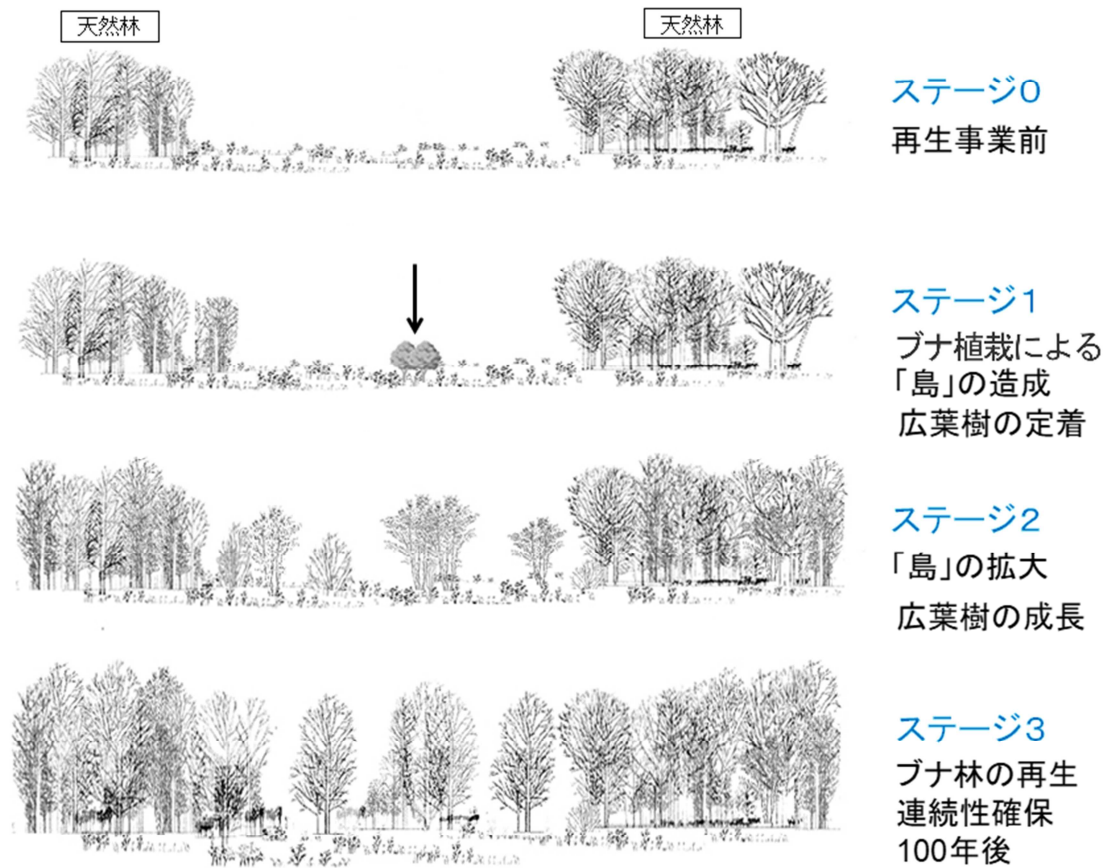 天然林
天然林
ステージ0
再生事業前
ステージ1
ブナ植栽による
「島」の造成
広葉樹の定着
ステージ2
「島」の拡大
広葉樹の成長
ステージ3
ブナ林の再生
連続性確保
100年後